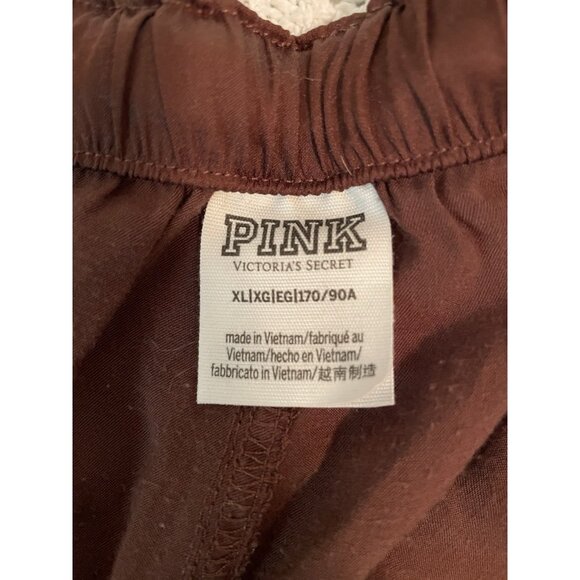 PINK
VICTORIA'S SECRET
XL|XG|EG|170/90A
made in Vietnam/fabriqué au
Vietnam/hecho en Vietnam/
fabbricato in Vietnam/越南制造